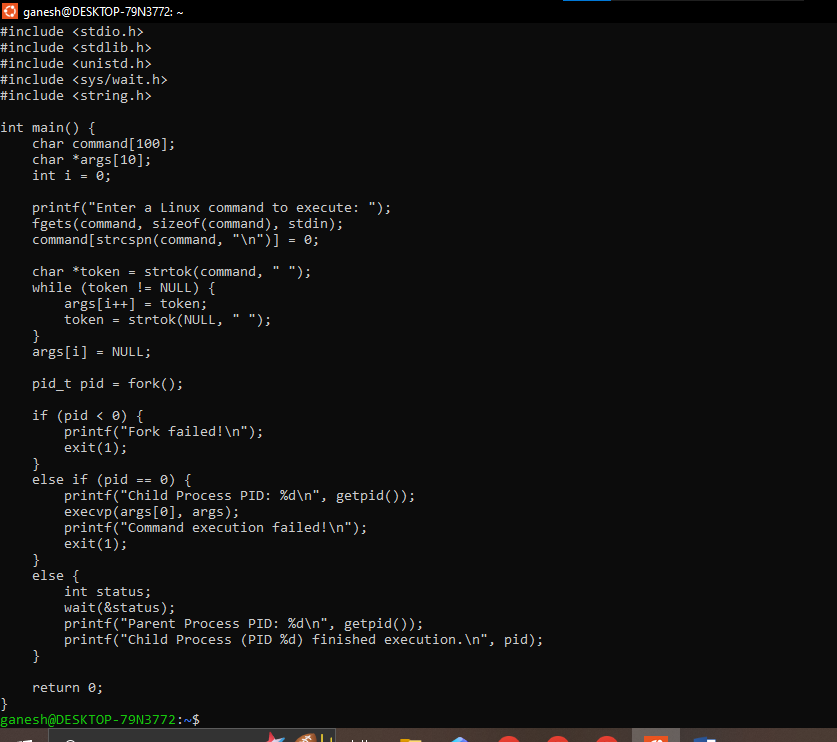 ganesh@DESKTOP-79N3772: ~
#include <stdio.h>
#include <stdlib.h>
#include <unistd.h>
#include <sys/wait.h>
#include <string.h>

int main() {
    char command[100];
    char *args[10];
    int i = 0;

    printf("Enter a Linux command to execute: ");
    fgets(command, sizeof(command), stdin);
    command[strcspn(command, "\n")] = 0;

    char *token = strtok(command, " ");
    while (token != NULL) {
        args[i++] = token;
        token = strtok(NULL, " ");
    }
    args[i] = NULL;

    pid_t pid = fork();

    if (pid < 0) {
        printf("Fork failed!\n");
        exit(1);
    }
    else if (pid == 0) {
        printf("Child Process PID: %d\n", getpid());
        execvp(args[0], args);
        printf("Command execution failed!\n");
        exit(1);
    }
    else {
        int status;
        wait(&status);
        printf("Parent Process PID: %d\n", getpid());
        printf("Child Process (PID %d) finished execution.\n", pid);
    }

    return 0;
}
ganesh@DESKTOP-79N3772:~$